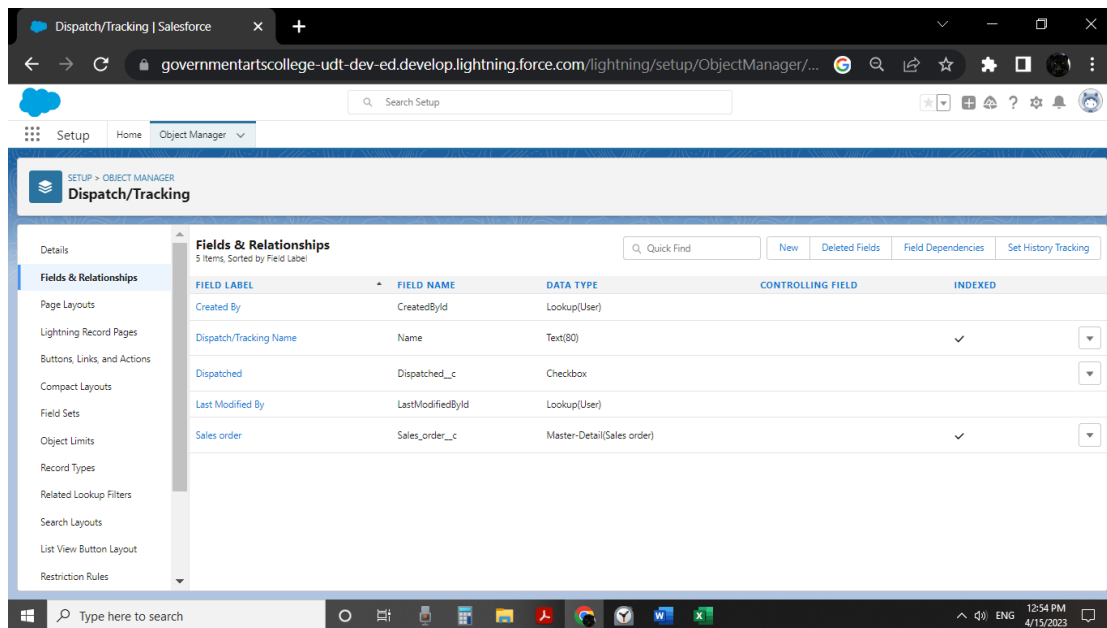 Dispatch/Tracking | Salesforce
governmentartscollege-udt-dev-ed.develop.lightning.force.com/lightning/setup/ObjectManager/...
Search Setup
Setup Home Object Manager
SETUP > OBJECT MANAGER
Dispatch/Tracking
Details
Fields & Relationships
Page Layouts
Lightning Record Pages
Buttons, Links, and Actions
Compact Layouts
Field Sets
Object Limits
Record Types
Related Lookup Filters
Search Layouts
List View Button Layout
Restriction Rules
Fields & Relationships
5 Items, Sorted by Field Label
Quick Find New Deleted Fields Field Dependencies Set History Tracking
FIELD LABEL FIELD NAME DATA TYPE CONTROLLING FIELD INDEXED
Created By CreatedById Lookup(User)
Dispatch/Tracking Name Name Text(80)
Dispatched Dispatched__c Checkbox
Last Modified By LastModifiedById Lookup(User)
Sales order Sales_order__c Master-Detail(Sales order)
Type here to search
ENG
12:54 PM
4/15/2023